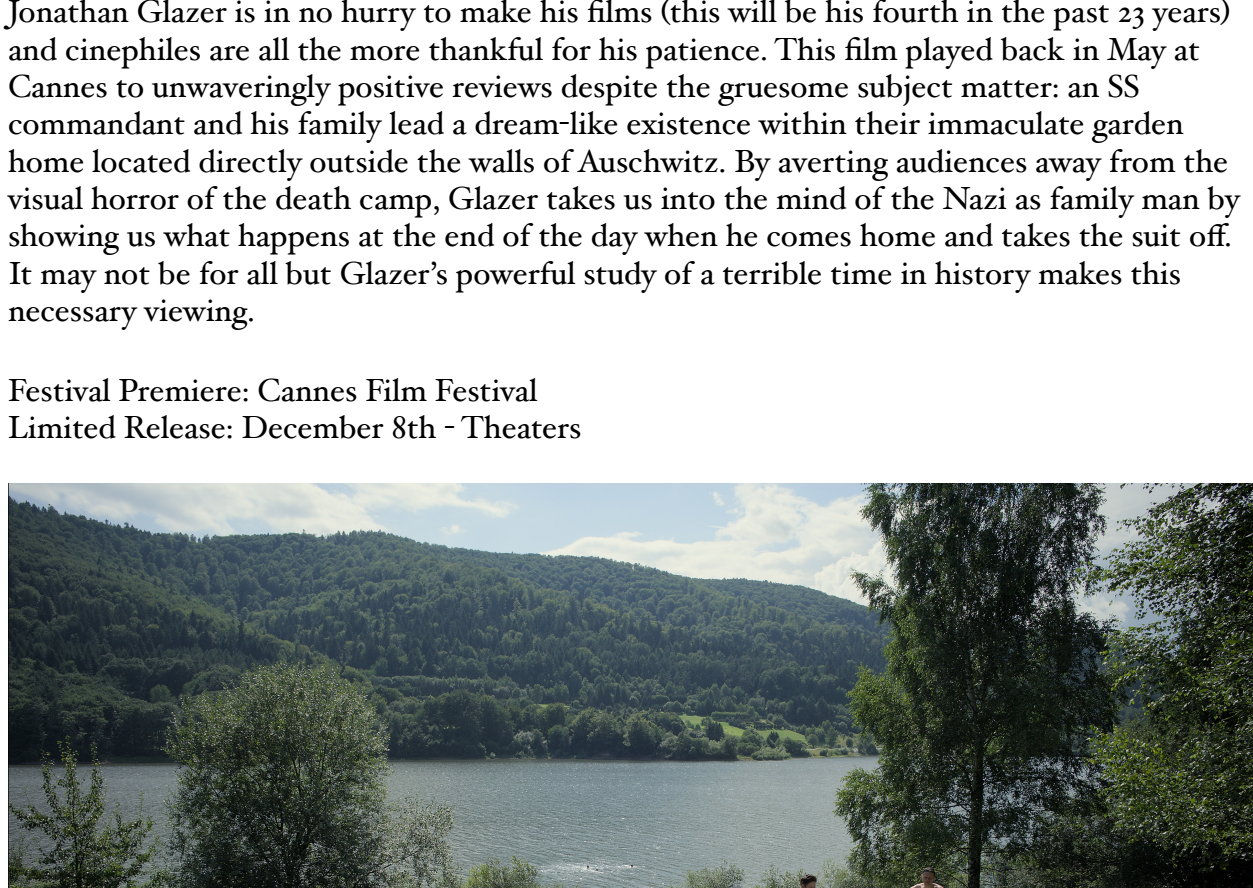 Jonathan Glazer is in no hurry to make his films (this will be his fourth in the past 23 years)
and cinephiles are all the more thankful for his patience. This film played back in May at
Cannes to unwaveringly positive reviews despite the gruesome subject matter: an SS
commandant and his family lead a dream-like existence within their immaculate garden
home located directly outside the walls of Auschwitz. By averting audiences away from the
visual horror of the death camp, Glazer takes us into the mind of the Nazi as family man by
showing us what happens at the end of the day when he comes home and takes the suit off.
It may not be for all but Glazer’s powerful study of a terrible time in history makes this
necessary viewing.
Festival Premiere: Cannes Film Festival
Limited Release: December 8th - Theaters